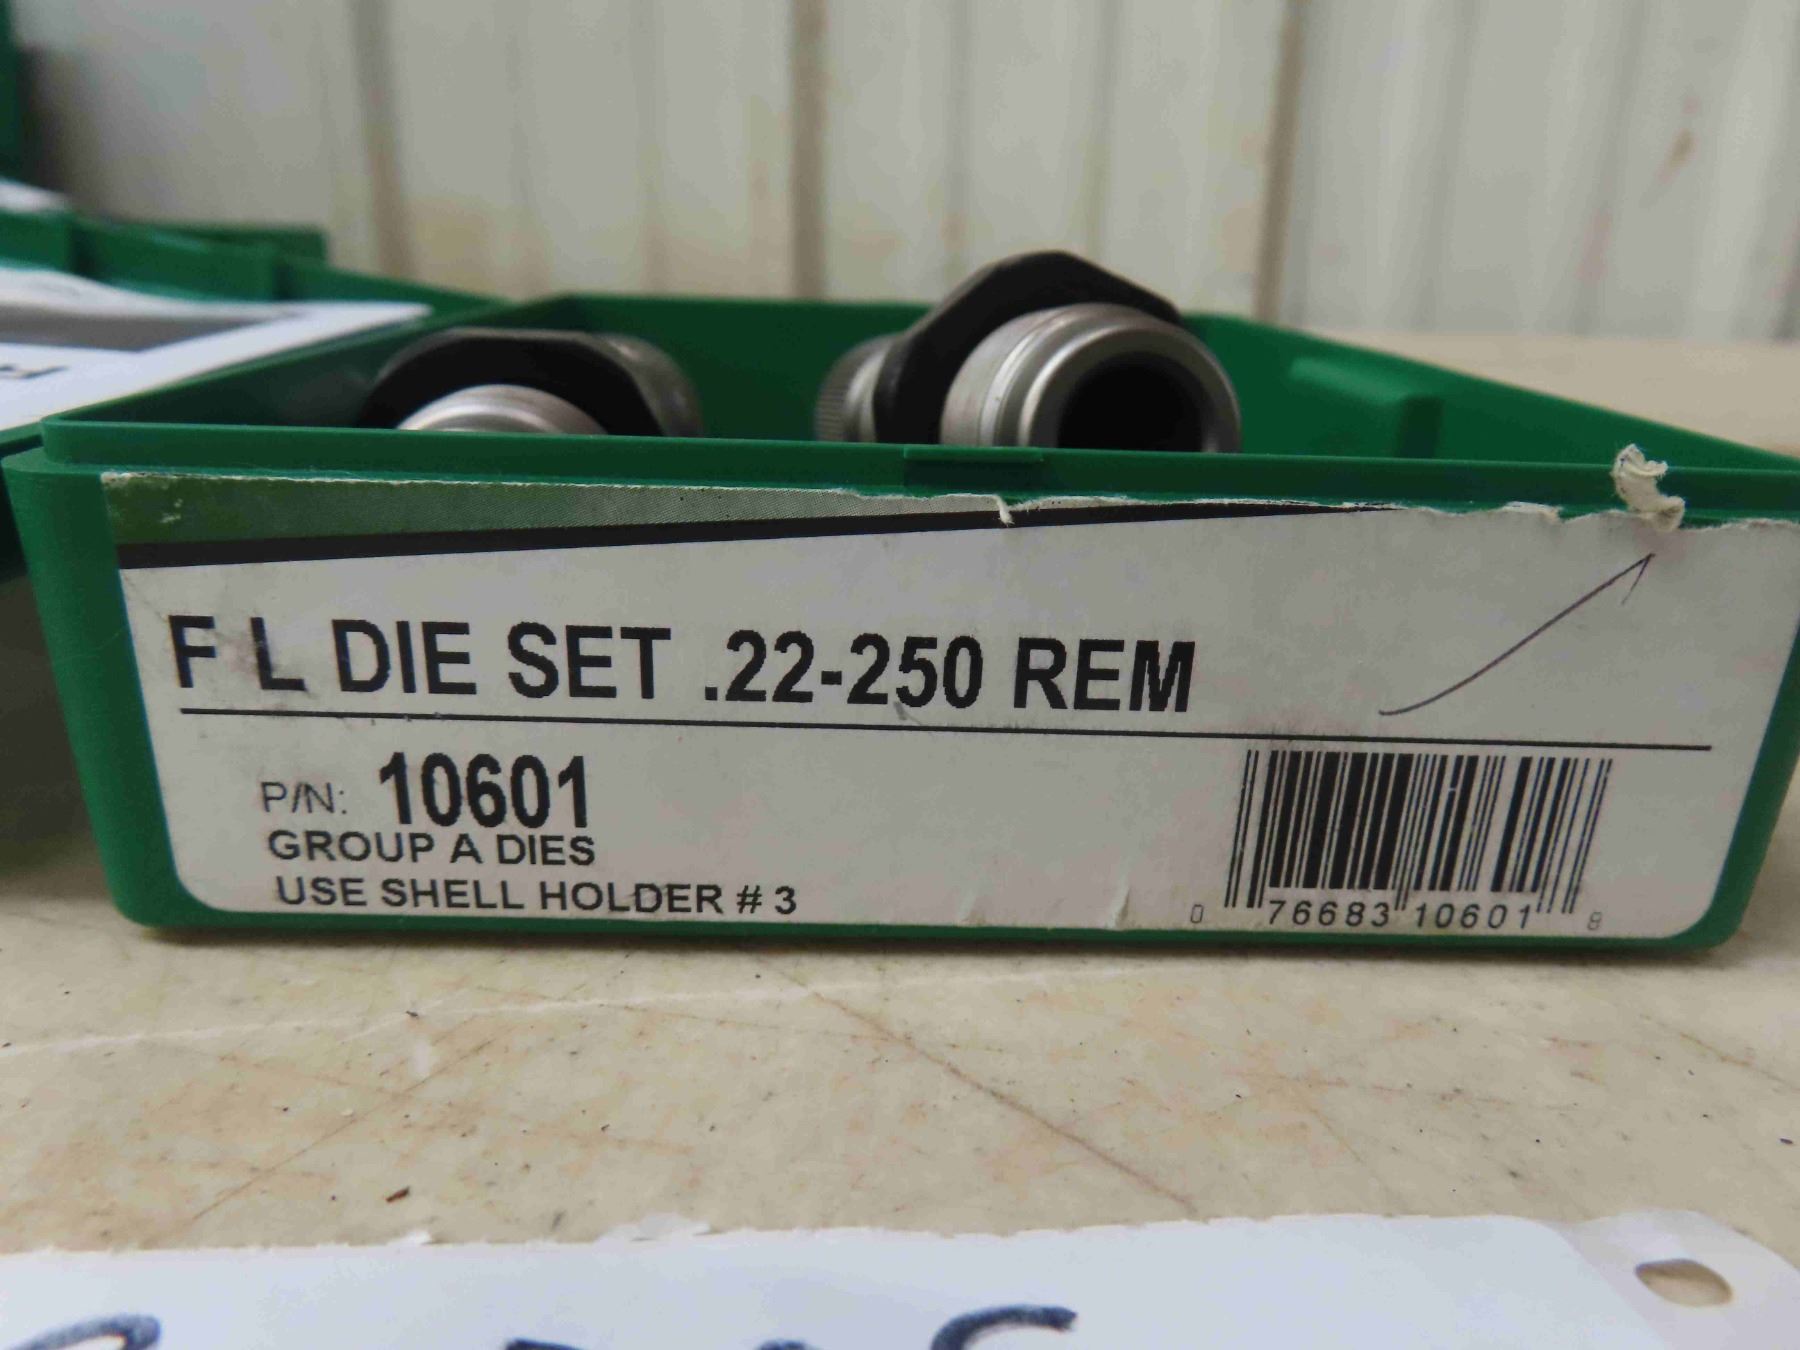 F L DIE SET .22-250 REM
P/N: 10601
GROUP A DIES
USE SHELL HOLDER # 3
0 76683 10601 8